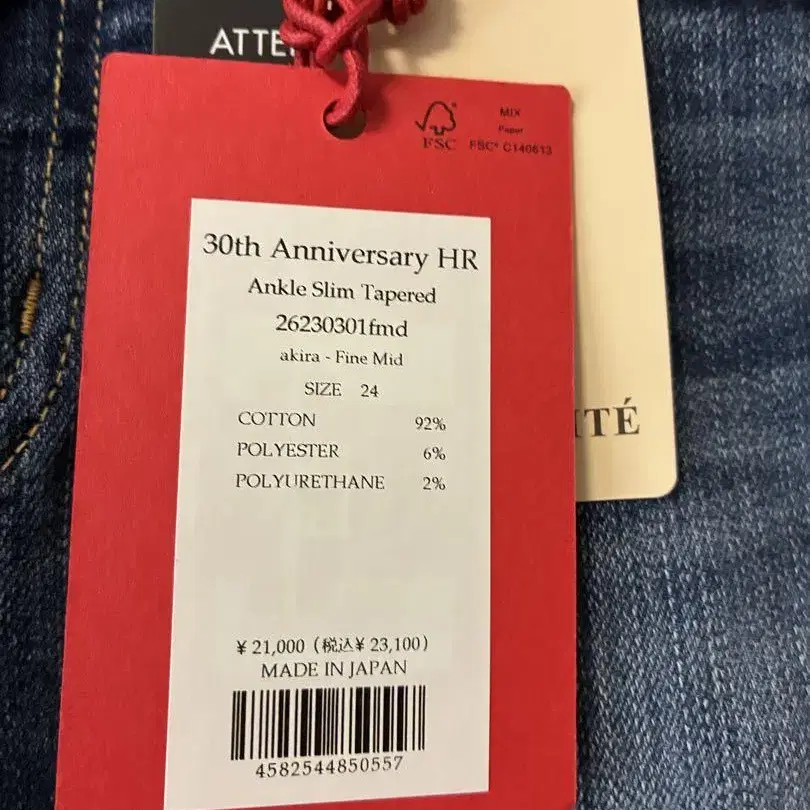 ATTE
FSC
MIX
Paper
FSC® C140613
30th Anniversary HR
Ankle Slim Tapered
26230301fmd
akira - Fine Mid
SIZE 24
COTTON 92%
POLYESTER 6%
POLYURETHANE 2%
¥ 21,000 (税込¥ 23,100)
MADE IN JAPAN
4582544850557
ITÉ